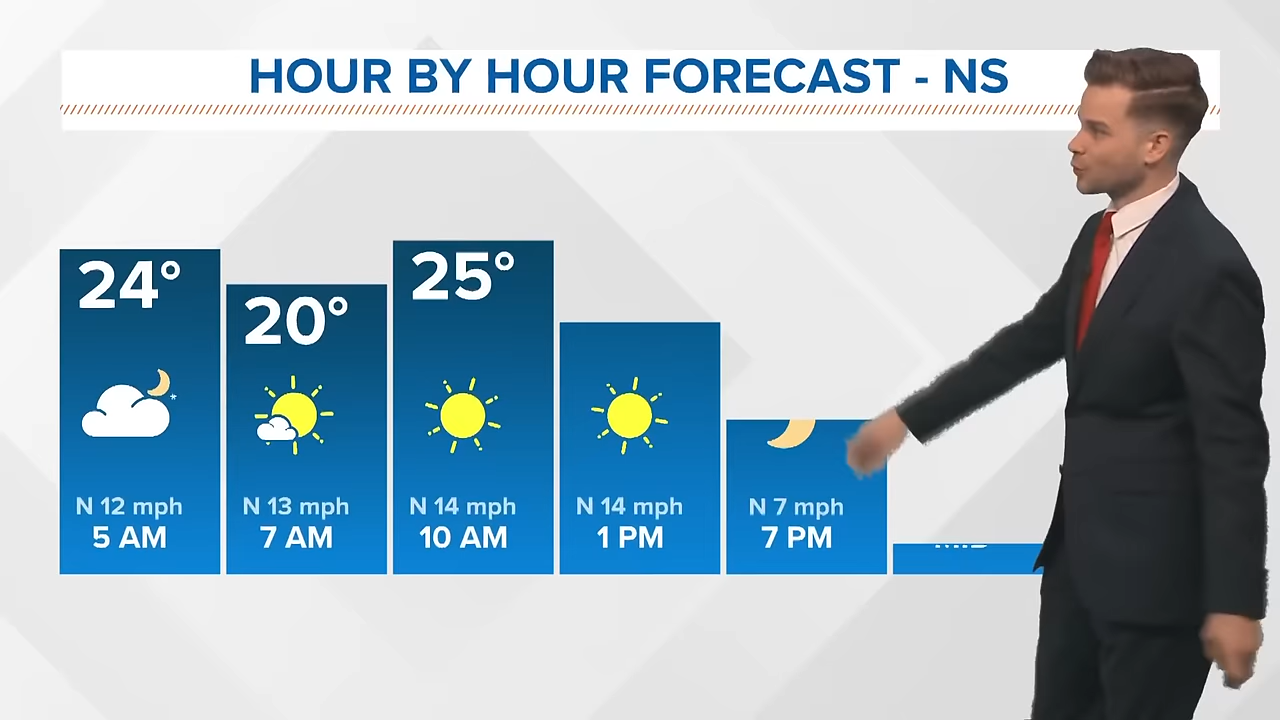 HOUR BY HOUR FORECAST - NS
24°
N 12 mph
5 AM
20°
N 13 mph
7 AM
25°
N 14 mph
10 AM
N 14 mph
1 PM
N 7 mph
7 PM